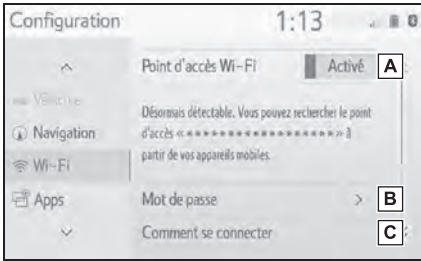 Configuration
1:13
Point d'accès Wi-Fi
Activé
A
Désormais détectable. Vous pouvez rechercher le point
d'accès « ******************** » à
partir de vos appareils mobiles.
Navigation
Wi-Fi
Apps
Mot de passe
B
Comment se connecter
C